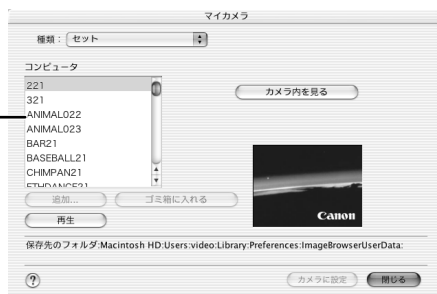 マイカメラ
種類： セット
コンピュータ
221
321
ANIMAL022
ANIMAL023
BAR21
BASEBALL21
CHIMPAN21
ETHDANCE21
カメラ内を見る
Canon
追加... ゴミ箱に入れる
再生
保存先のフォルダ:Macintosh HD:Users:video:Library:Preferences:ImageBrowserUserData:
? カメラに設定 閉じる